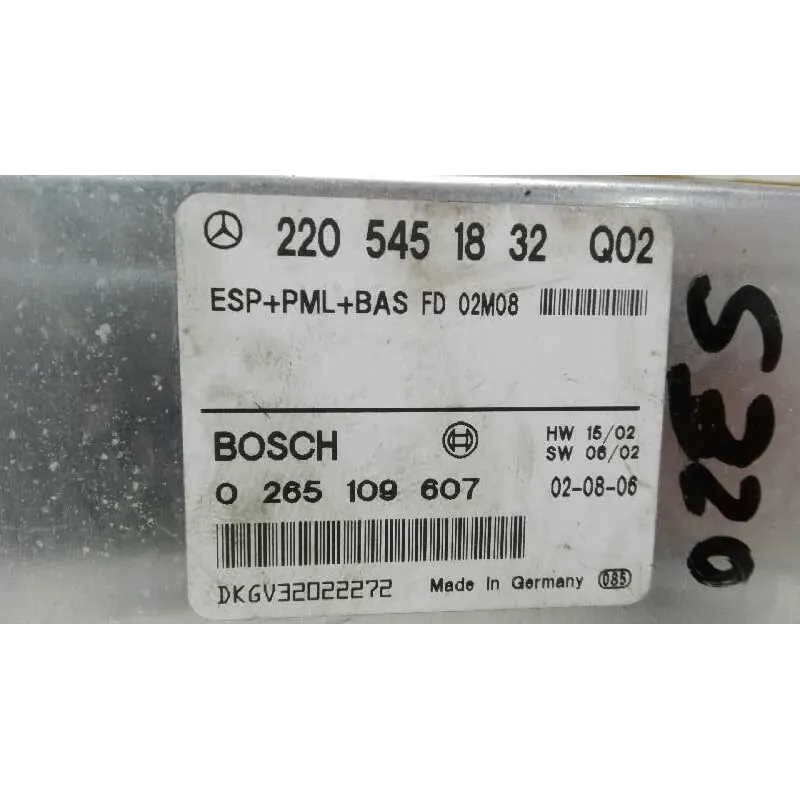 220 545 18 32 Q02
ESP+PML+BAS FD 02M08
BOSCH
HW 15/02
SW 06/02
0 265 109 607
02-08-06
DKGV32022272
Made in Germany 085
S320